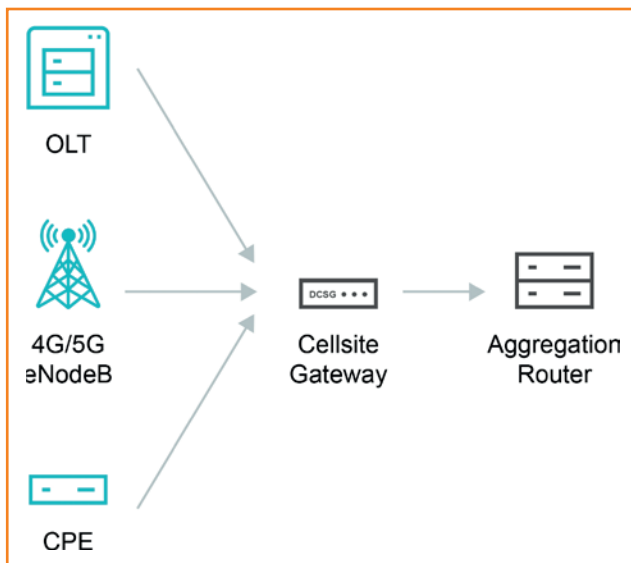 OLT
4G/5G
eNodeB
CPE
DCSG
Cellsite
Gateway
Aggregation
Router